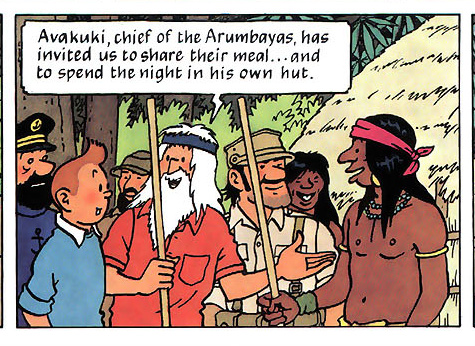 Avakuki, chief of the Arumbayas, has
invited us to share their meal...and
to spend the night in his own hut.